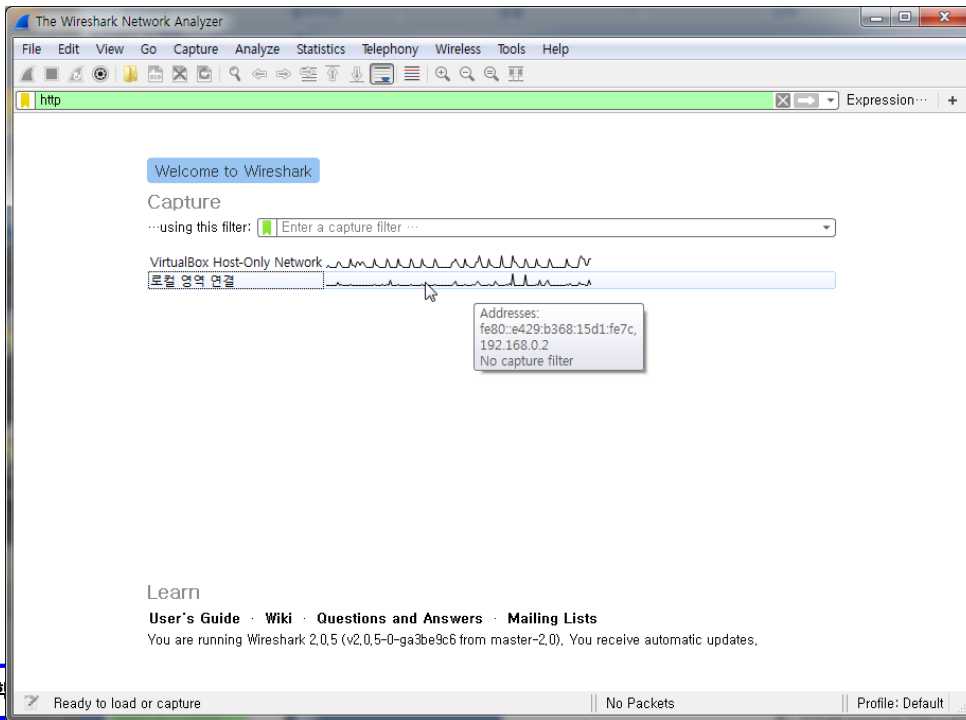 The Wireshark Network Analyzer
File Edit View Go Capture Analyze Statistics Telephony Wireless Tools Help
http
Expression… +
Welcome to Wireshark
Capture
…using this filter: Enter a capture filter …
VirtualBox Host-Only Network
로컬 영역 연결
Addresses:
fe80::e429:b368:15d1:fe7c,
192.168.0.2
No capture filter
Learn
User's Guide · Wiki · Questions and Answers · Mailing Lists
You are running Wireshark 2.0.5 (v2.0.5-0-ga3be9c6 from master-2.0). You receive automatic updates.
Ready to load or capture No Packets Profile: Default